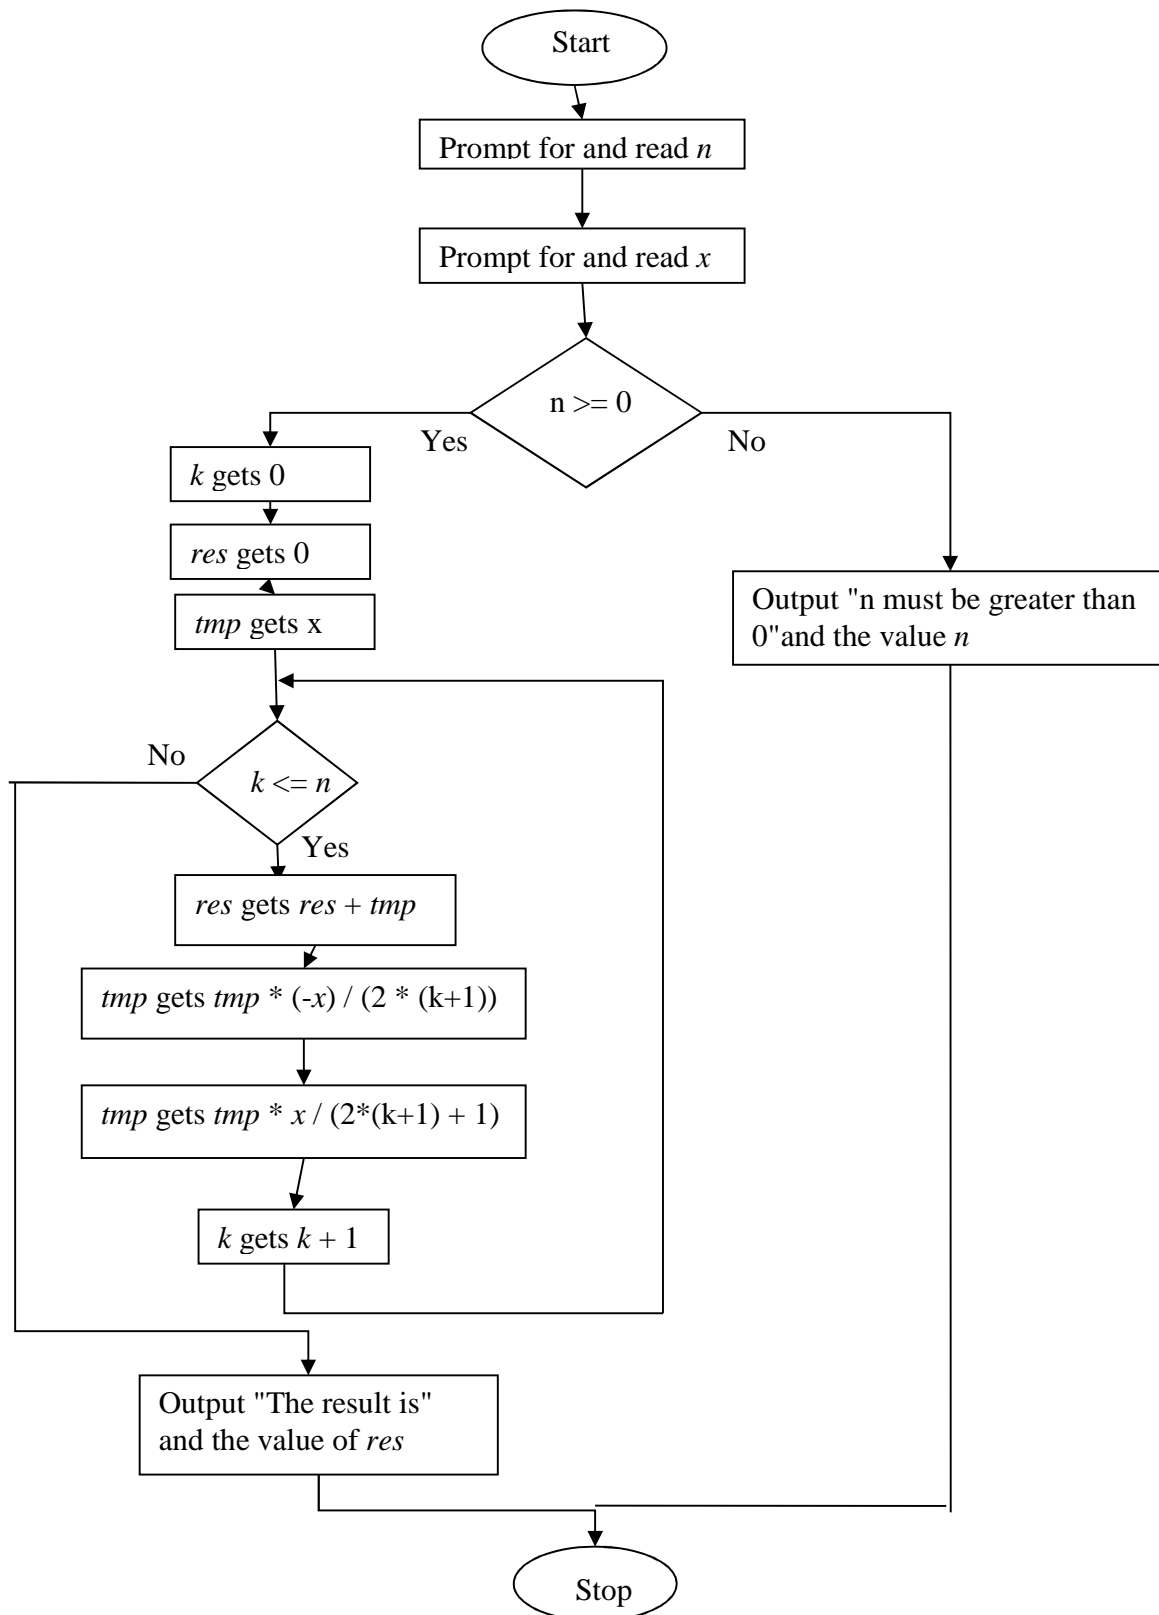 Start
Prompt for and read n
Prompt for and read x
n >= 0
Yes
No
k gets 0
res gets 0
tmp gets x
Output "n must be greater than
0"and the value n
No
k <= n
Yes
res gets res + tmp
tmp gets tmp * (-x) / (2 * (k+1))
tmp gets tmp * x / (2*(k+1) + 1)
k gets k + 1
Output "The result is"
and the value of res
Stop